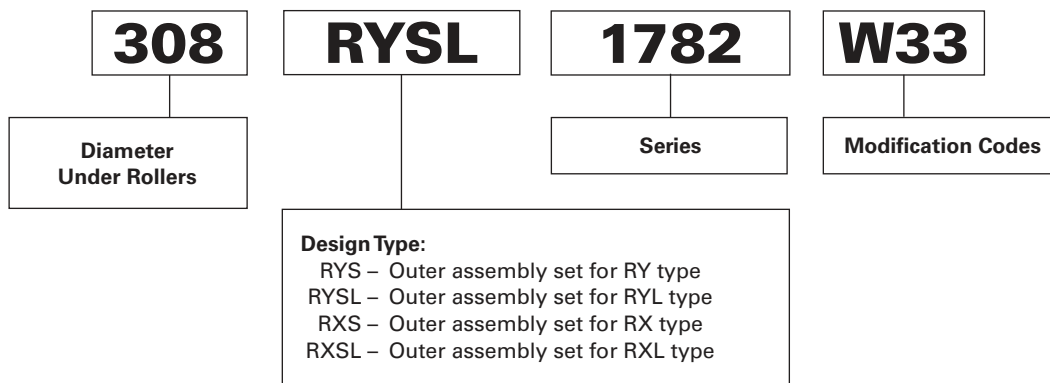 308 RYSL 1782 W33
Diameter
Under Rollers
Series
Modification Codes
Design Type:
RYS – Outer assembly set for RY type
RYSL – Outer assembly set for RYL type
RXS – Outer assembly set for RX type
RXSL – Outer assembly set for RXL type